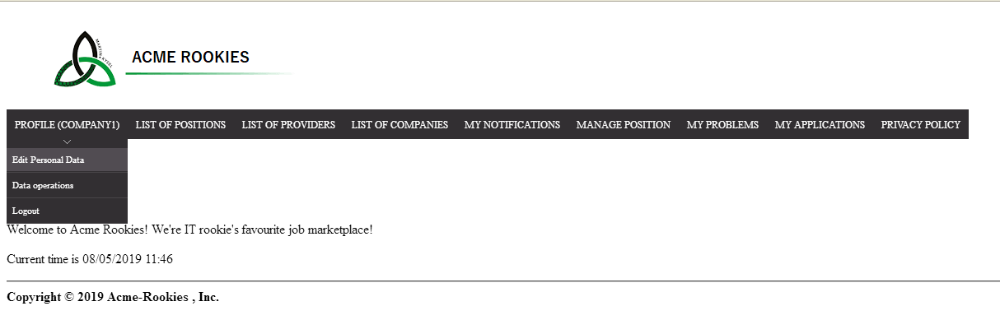 ACME ROOKIES
PROFILE (COMPANY1) LIST OF POSITIONS LIST OF PROVIDERS LIST OF COMPANIES MY NOTIFICATIONS MANAGE POSITION MY PROBLEMS MY APPLICATIONS PRIVACY POLICY
Edit Personal Data
Data operations
Logout
Welcome to Acme Rookies! We're IT rookie's favourite job marketplace!
Current time is 08/05/2019 11:46
Copyright © 2019 Acme-Rookies , Inc.